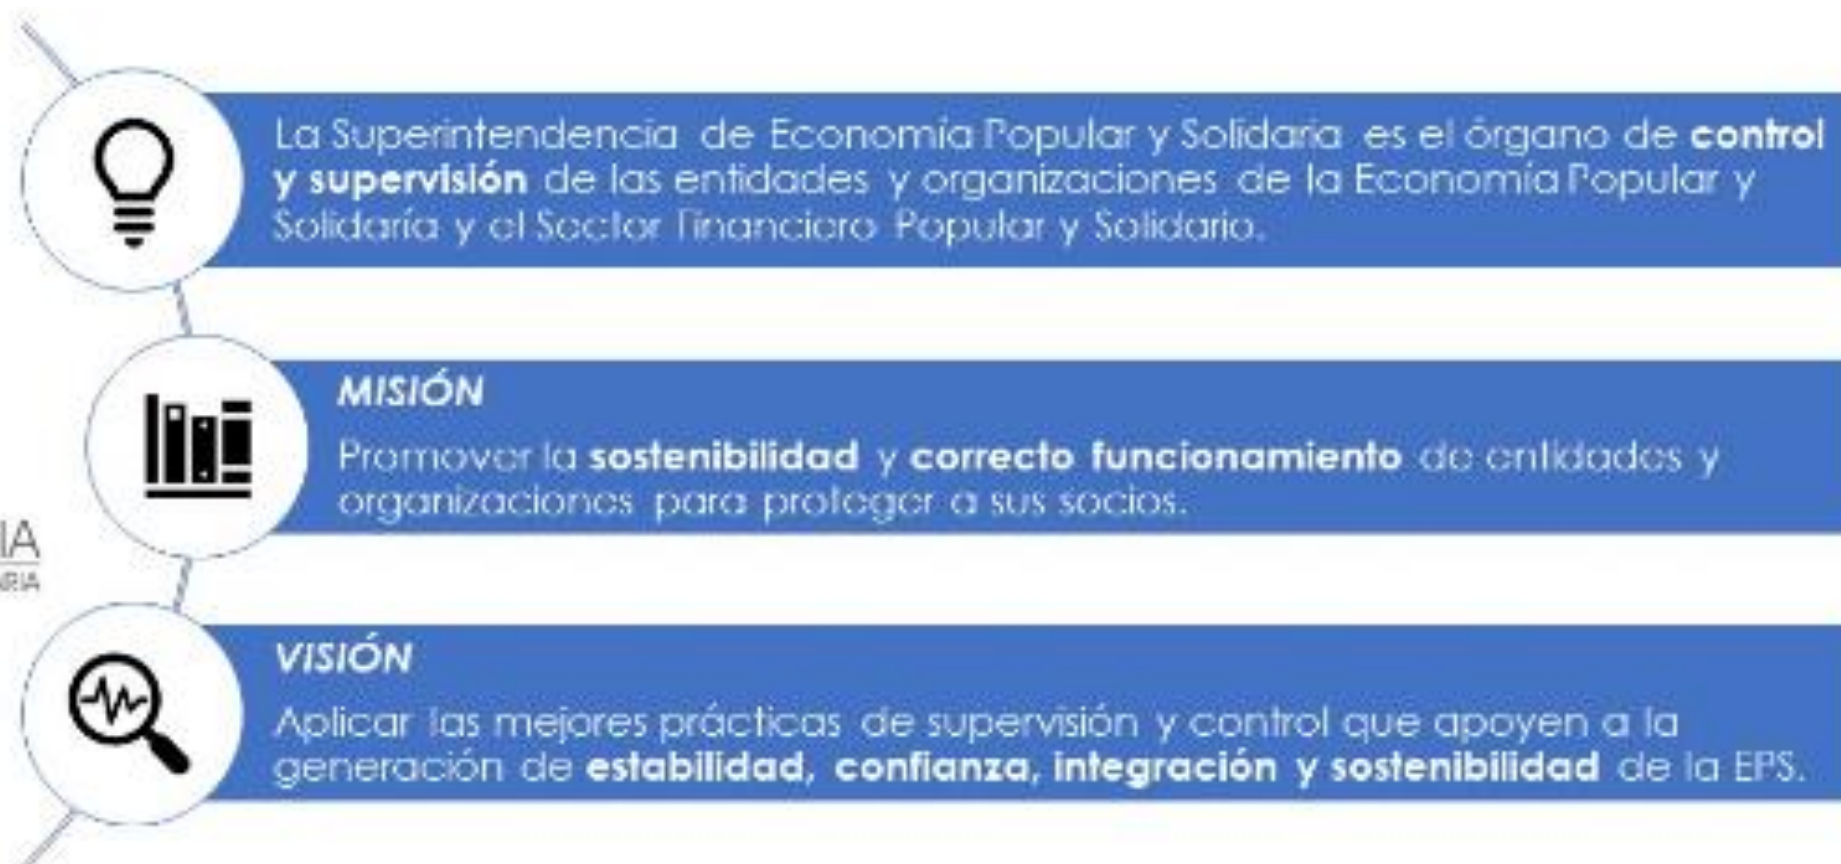 La Superintendencia de Economía Popular y Solidaria es el órgano de control
y supervisión de las entidades y organizaciones de la Economía Popular y
Solidaría y el Sector Financiero Popular y Solidario.
MISIÓN
Promover la sostenibilidad y correcto funcionamiento de entidades y
organizaciones para proteger a sus socios.
IA
ARIA
VISIÓN
Aplicar las mejores prácticas de supervisión y control que apoyen a la
generación de estabilidad, confianza, integración y sostenibilidad de la EPS.